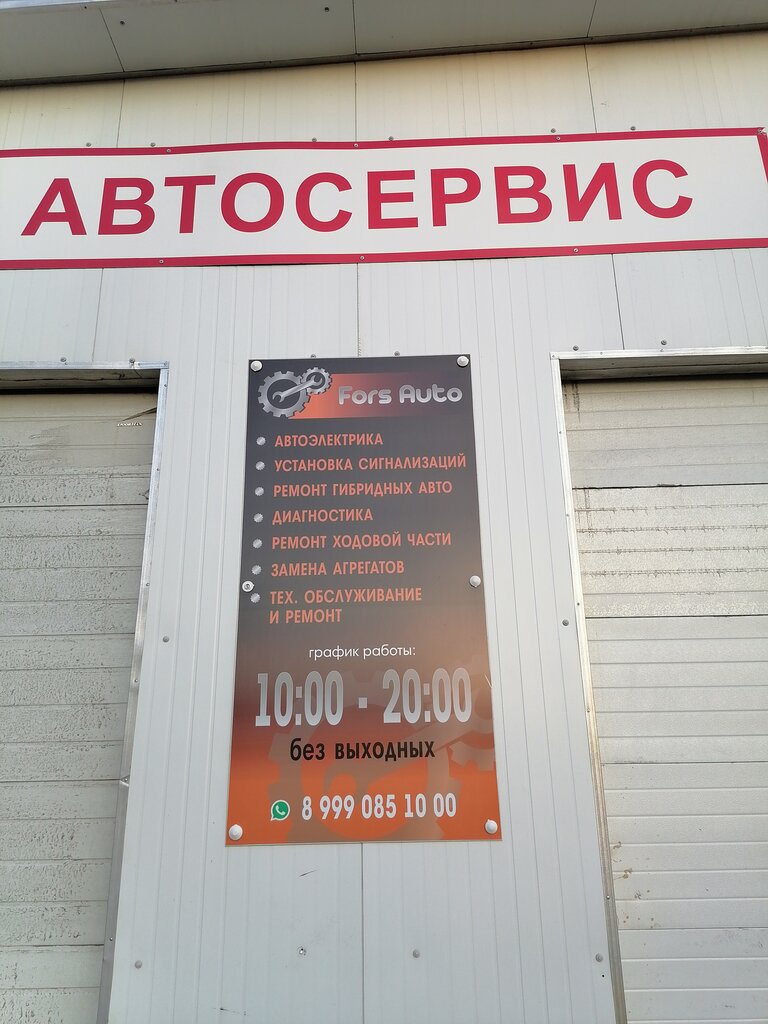 АВТОСЕРВИС
Fors Auto
АВТОЭЛЕКТРИКА
УСТАНОВКА СИГНАЛИЗАЦИЙ
РЕМОНТ ГИБРИДНЫХ АВТО
ДИАГНОСТИКА
РЕМОНТ ХОДОВОЙ ЧАСТИ
ЗАМЕНА АГРЕГАТОВ
ТЕХ. ОБСЛУЖИВАНИЕ
И РЕМОНТ
график работы:
10:00 - 20:00
без выходных
8 999 085 10 00